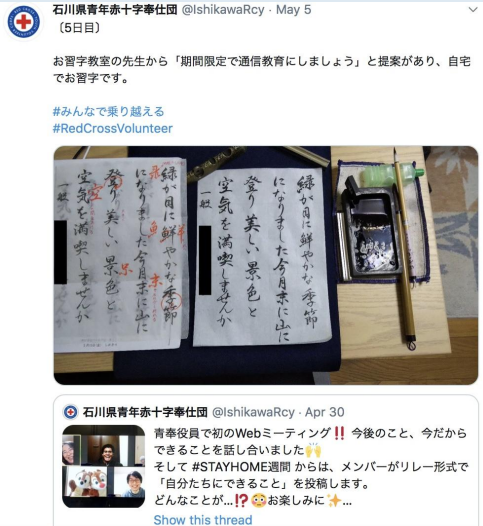 石川県青年赤十字奉仕団 @IshikawaRcy · May 5
〔5日目〕
お習字教室の先生から「期間限定で通信教育にしましょう」と提案があり、自宅
でお習字です。
#みんなで乗り越える
#RedCrossVolunteer
緑が目に鮮やかな季節
になりました今月末に山に
登り美しい景色と
空気を満喫しませんか
一般
緑が目に鮮やかな季節
になりました今月末に山に
登り美しい景色と
空気を満喫しませんか
一般
石川県青年赤十字奉仕団 @IshikawaRcy · Apr 30
青奉役員で初のWebミーティング‼️ 今後のこと、今だから
できることを話し合いました🙌
そして #STAYHOME週間 からは、メンバーがリレー形式で
「自分たちにできること」を投稿します。
どんなことが...⁉️😳お楽しみに✨...
Show this thread